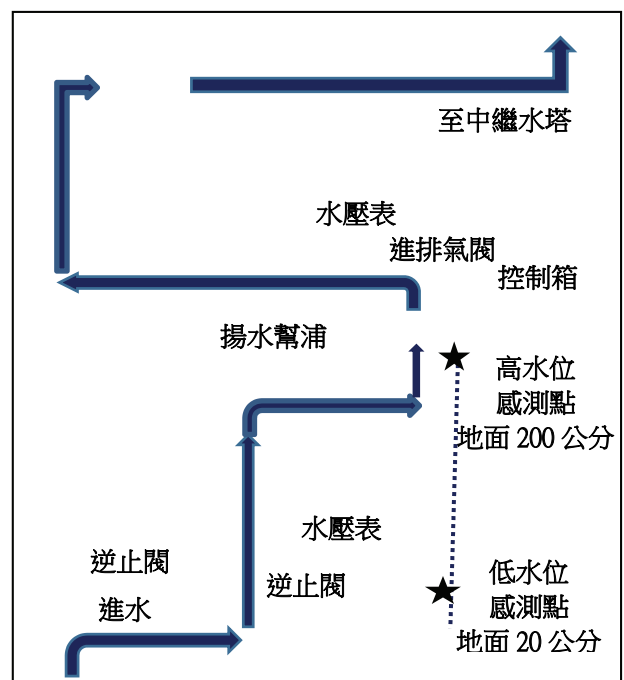 至中繼水塔
水壓表
進排氣閥
控制箱
揚水幫浦
高水位
感測點
地面 200 公分
水壓表
逆止閥
逆止閥
進水
低水位
感測點
地面 20 公分